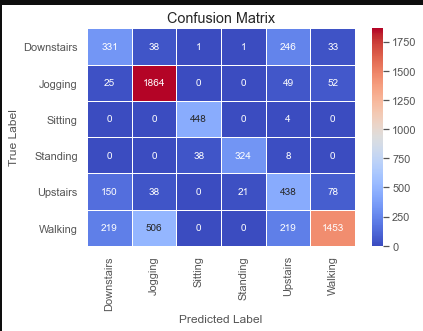 Confusion Matrix
Downstairs 331 38 1 1 246 33
Jogging 25 1864 0 0 49 52
Sitting 0 0 448 0 4 0
Standing 0 0 38 324 8 0
Upstairs 150 38 0 21 438 78
Walking 219 506 0 0 219 1453
True Label
Downstairs Jogging Sitting Standing Upstairs Walking
Predicted Label
1750
1500
1250
1000
750
500
250
0